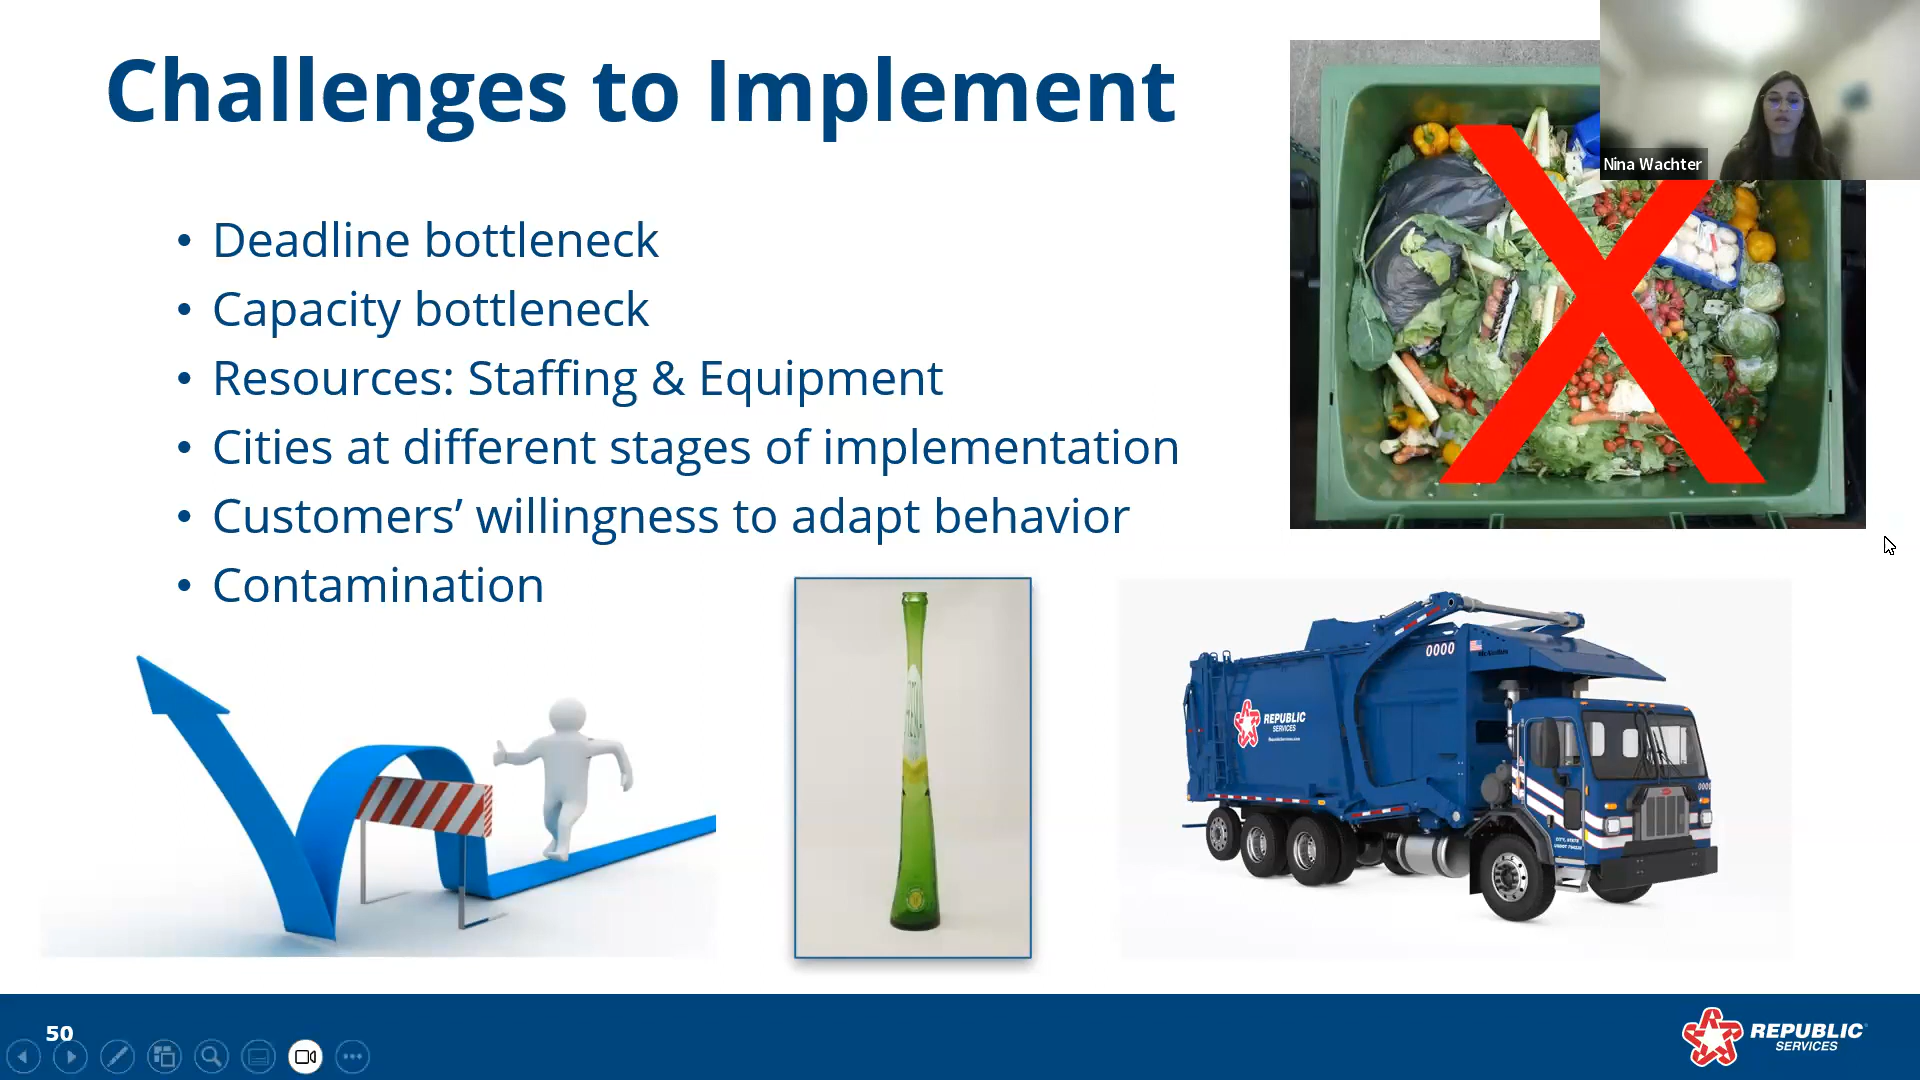 Challenges to Implement
Nina Wachter
• Deadline bottleneck
• Capacity bottleneck
• Resources: Staffing & Equipment
• Cities at different stages of implementation
• Customers’ willingness to adapt behavior
• Contamination
0000
REPUBLIC
SERVICES
50
REPUBLIC
SERVICES